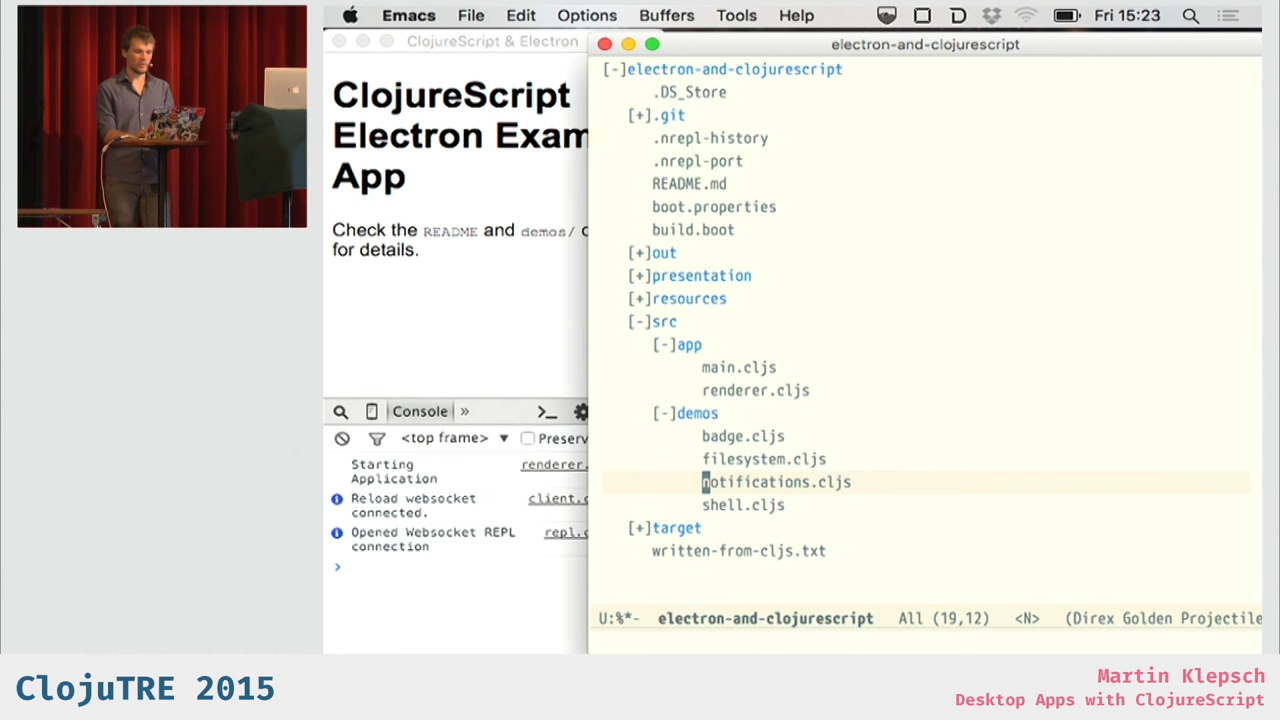 Emacs File Edit Options Buffers Tools Help Fri 15:23
ClojureScript & Electron
electron-and-clojurescript
ClojureScript
Electron Exam
App
Check the README and demos/
for details.
Console »
<top frame> ▼ Preserv
Starting renderer.
Application
Reload websocket client.c
connected.
Opened Websocket REPL repl.c
connection
>
[-]electron-and-clojurescript
.DS_Store
[+].git
.nrepl-history
.nrepl-port
README.md
boot.properties
build.boot
[+]out
[+]presentation
[+]resources
[-]src
[-]app
main.cljs
renderer.cljs
[-]demos
badge.cljs
filesystem.cljs
notifications.cljs
shell.cljs
[+]target
written-from-cljs.txt
U:%*- electron-and-clojurescript All (19,12) <N> (Direx Golden Projectile
ClojuTRE 2015
Martin Klepsch
Desktop Apps with ClojureScript